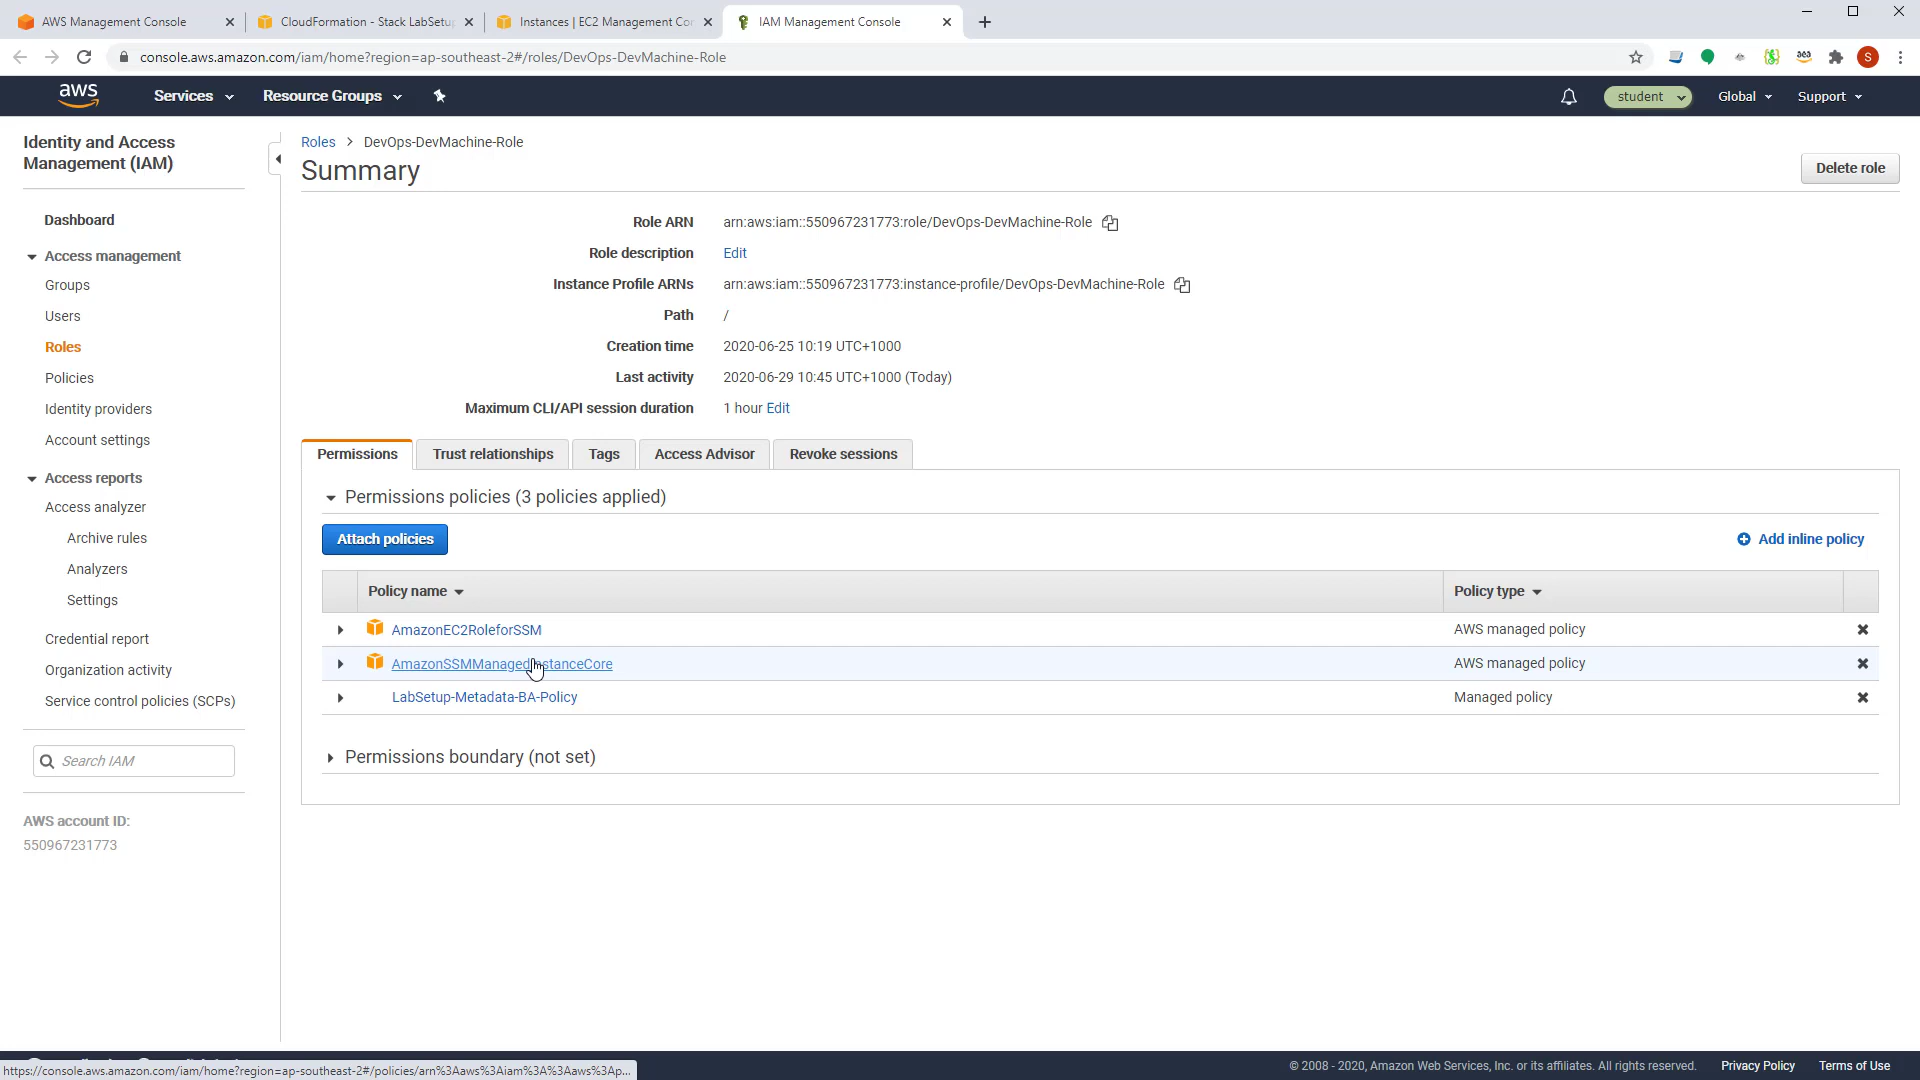 AWS Management Console
CloudFormation - Stack LabSetup
Instances | EC2 Management Con
IAM Management Console
console.aws.amazon.com/iam/home?region=ap-southeast-2#/roles/DevOps-DevMachine-Role
S
aws
Services
Resource Groups
student
Global
Support
Identity and Access
Management (IAM)
Dashboard
Access management
Groups
Users
Roles
Policies
Identity providers
Account settings
Access reports
Access analyzer
Archive rules
Analyzers
Settings
Credential report
Organization activity
Service control policies (SCPs)
Search IAM
AWS account ID:
550967231773
Roles > DevOps-DevMachine-Role
Summary
Delete role
Role ARN arn:aws:iam::550967231773:role/DevOps-DevMachine-Role
Role description Edit
Instance Profile ARNs arn:aws:iam::550967231773:instance-profile/DevOps-DevMachine-Role
Path /
Creation time 2020-06-25 10:19 UTC+1000
Last activity 2020-06-29 10:45 UTC+1000 (Today)
Maximum CLI/API session duration 1 hour Edit
Permissions
Trust relationships
Tags
Access Advisor
Revoke sessions
Permissions policies (3 policies applied)
Attach policies
Add inline policy
Policy name
Policy type
AmazonEC2RoleforSSM AWS managed policy
AmazonSSMManagedInstanceCore AWS managed policy
LabSetup-Metadata-BA-Policy Managed policy
Permissions boundary (not set)
https://console.aws.amazon.com/iam/home?region=ap-southeast-2#/policies/arn%3Aaws%3Aiam%3A%3Aaws%3Ap...
© 2008 - 2020, Amazon Web Services, Inc. or its affiliates. All rights reserved.
Privacy Policy
Terms of Use